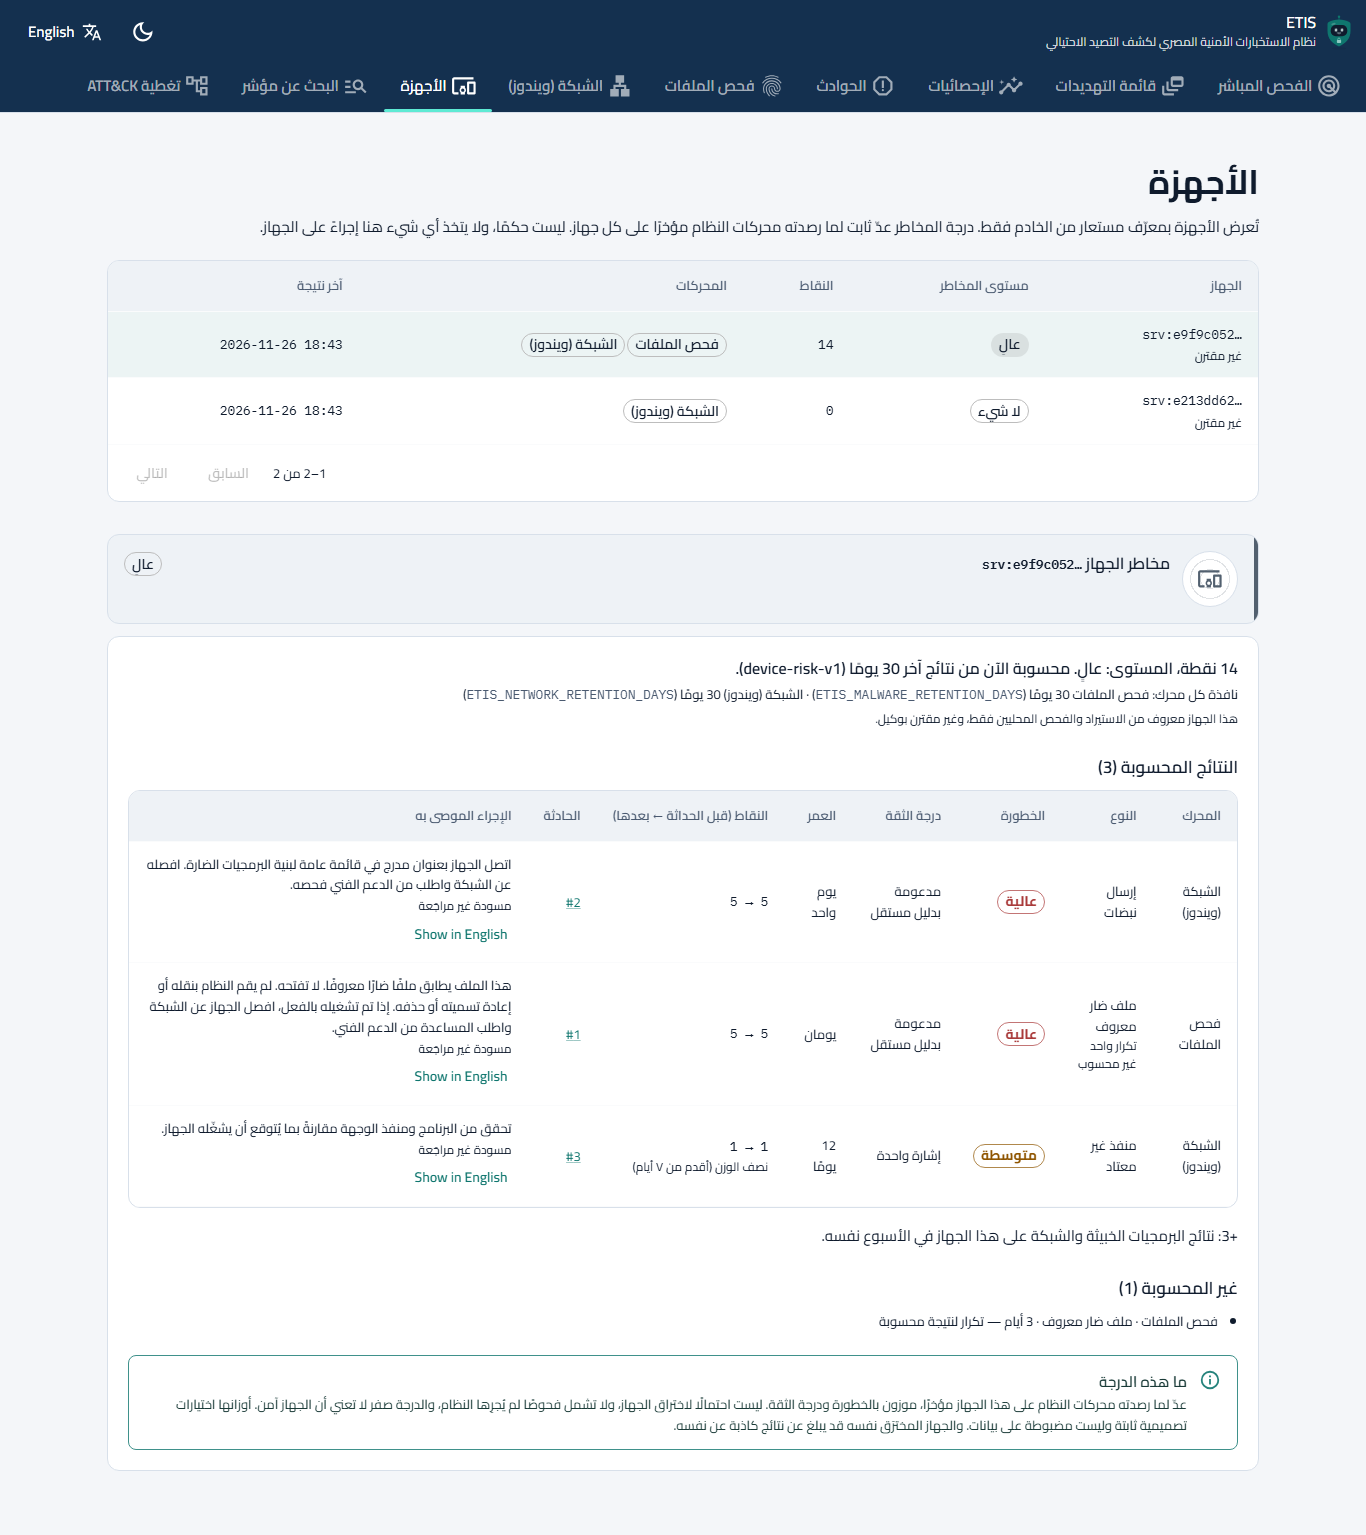 ETIS
نظام الاستخبارات الأمنية المصري لكشف التصيد الاحتيالي
English
الفحص المباشر
قائمة التهديدات
الإحصائيات
الحوادث
فحص الملفات
الشبكة (ويندوز)
الأجهزة
البحث عن مؤشر
تغطية ATT&CK
الأجهزة
تُعرض الأجهزة بمعرّف مستعار من الخادم فقط. درجة المخاطر عدّ ثابت لما رصدته محركات النظام مؤخرًا على كل جهاز. ليست حكمًا، ولا يتخذ أي شيء هنا إجراءً على الجهاز.
الجهاز مستوى المخاطر النقاط المحركات آخر نتيجة
srv:e9f9c052… عالٍ 14 فحص الملفات الشبكة (ويندوز) 2026-11-26 18:43
غير مقترن
srv:e213dd62… لا شيء 0 الشبكة (ويندوز) 2026-11-26 18:43
غير مقترن
1–2 من 2 السابق التالي
مخاطر الجهاز srv:e9f9c052… عالٍ
14 نقطة، المستوى: عالٍ. محسوبة الآن من نتائج آخر 30 يومًا (device-risk-v1).
نافذة كل محرك: فحص الملفات 30 يومًا (ETIS_MALWARE_RETENTION_DAYS) · الشبكة (ويندوز) 30 يومًا (ETIS_NETWORK_RETENTION_DAYS)
هذا الجهاز معروف من الاستيراد والفحص المحليين فقط، وغير مقترن بوكيل.
النتائج المحسوبة (3)
المحرك النوع الخطورة درجة الثقة العمر النقاط (قبل الحداثة ← بعدها) الحادثة الإجراء الموصى به
الشبكة (ويندوز) إرسال نبضات عالية مدعومة بدليل مستقل يوم واحد 5 → 5 #2
اتصل الجهاز بعنوان مدرج في قائمة عامة لبنية البرمجيات الضارة. افصله
عن الشبكة واطلب من الدعم الفني فحصه.
مسودة غير مراجَعة
Show in English
فحص الملفات ملف ضار معروف عالية مدعومة بدليل مستقل يومان 5 → 5 #1
تكرار واحد غير محسوب
هذا الملف يطابق ملفًا ضارًا معروفًا. لا تفتحه. لم يقم النظام بنقله أو
إعادة تسميته أو حذفه. إذا تم تشغيله بالفعل، افصل الجهاز عن الشبكة
واطلب المساعدة من الدعم الفني.
مسودة غير مراجَعة
Show in English
الشبكة (ويندوز) منفذ غير معتاد متوسطة إشارة واحدة 12 يومًا 1 → 1 #3
نصف الوزن (أقدم من ٧ أيام)
تحقق من البرنامج ومنفذ الوجهة مقارنةً بما يُتوقع أن يشغّله الجهاز.
مسودة غير مراجَعة
Show in English
+3: نتائج البرمجيات الخبيثة والشبكة على هذا الجهاز في الأسبوع نفسه.
غير المحسوبة (1)
• فحص الملفات · ملف ضار معروف · 3 أيام — تكرار لنتيجة محسوبة
ما هذه الدرجة
عدّ لما رصدته محركات النظام على هذا الجهاز مؤخرًا، موزون بالخطورة ودرجة الثقة. ليست احتمالًا لاختراق الجهاز، ولا تشمل فحوصًا لم يُجرِها النظام، والدرجة صفر لا تعني أن الجهاز آمن. أوزانها اختيارات
تصميمية ثابتة وليست مضبوطة على بيانات. والجهاز المخترَق نفسه قد يبلغ عن نتائج كاذبة عن نفسه.